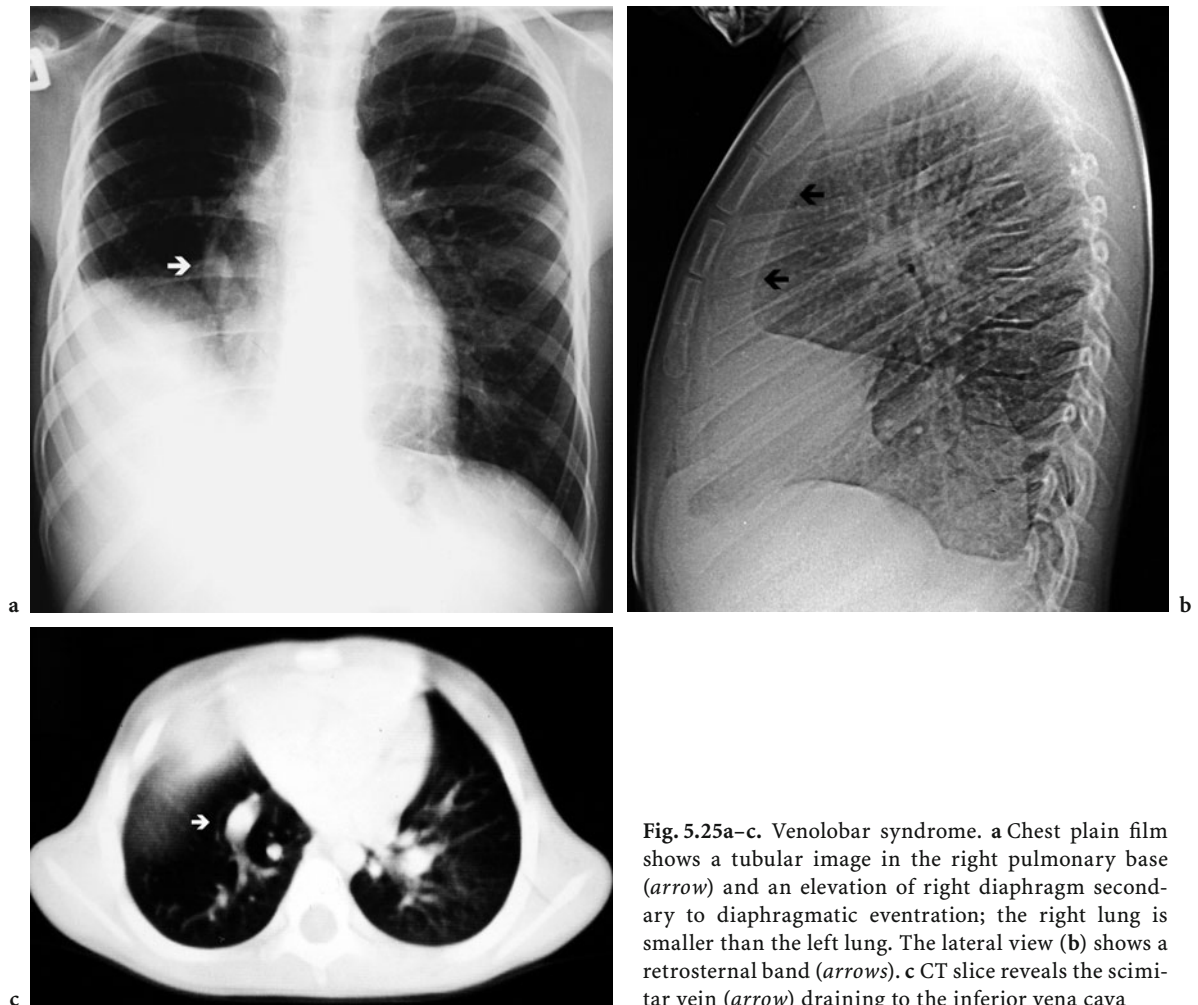 a
b
c
Fig. 5.25a–c. Venolobar syndrome. a Chest plain film
shows a tubular image in the right pulmonary base
(arrow) and an elevation of right diaphragm second-
ary to diaphragmatic eventration; the right lung is
smaller than the left lung. The lateral view (b) shows a
retrosternal band (arrows). c CT slice reveals the scimi-
tar vein (arrow) draining to the inferior vena cava